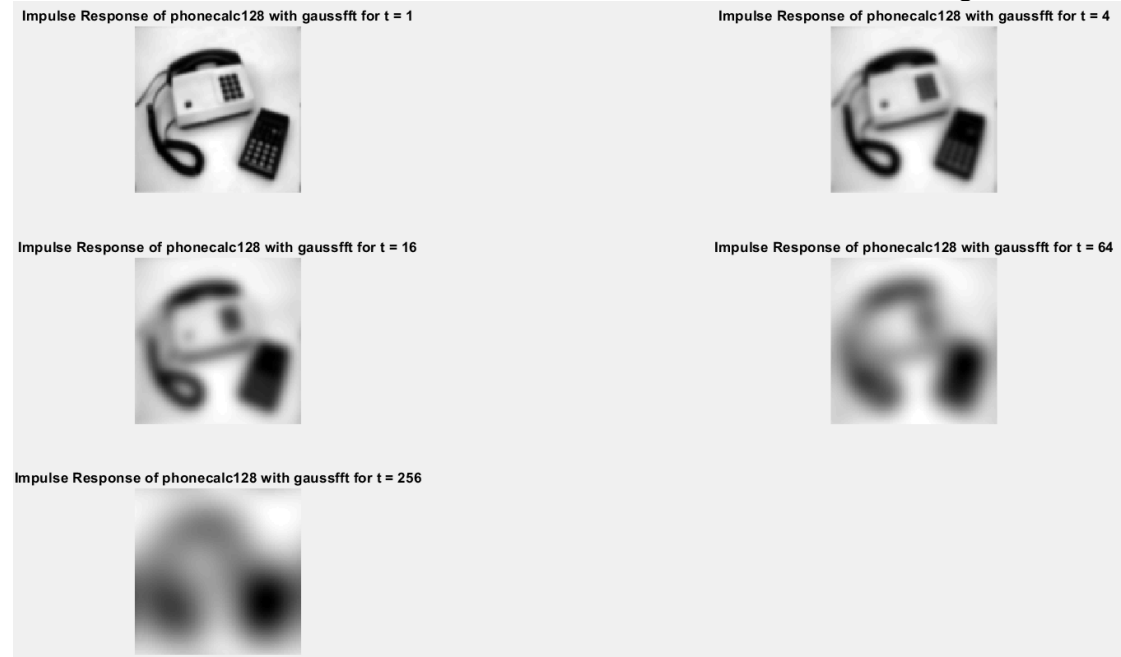 Impulse Response of phonecalc128 with gaussfft for t = 1
Impulse Response of phonecalc128 with gaussfft for t = 4
Impulse Response of phonecalc128 with gaussfft for t = 16
Impulse Response of phonecalc128 with gaussfft for t = 64
Impulse Response of phonecalc128 with gaussfft for t = 256